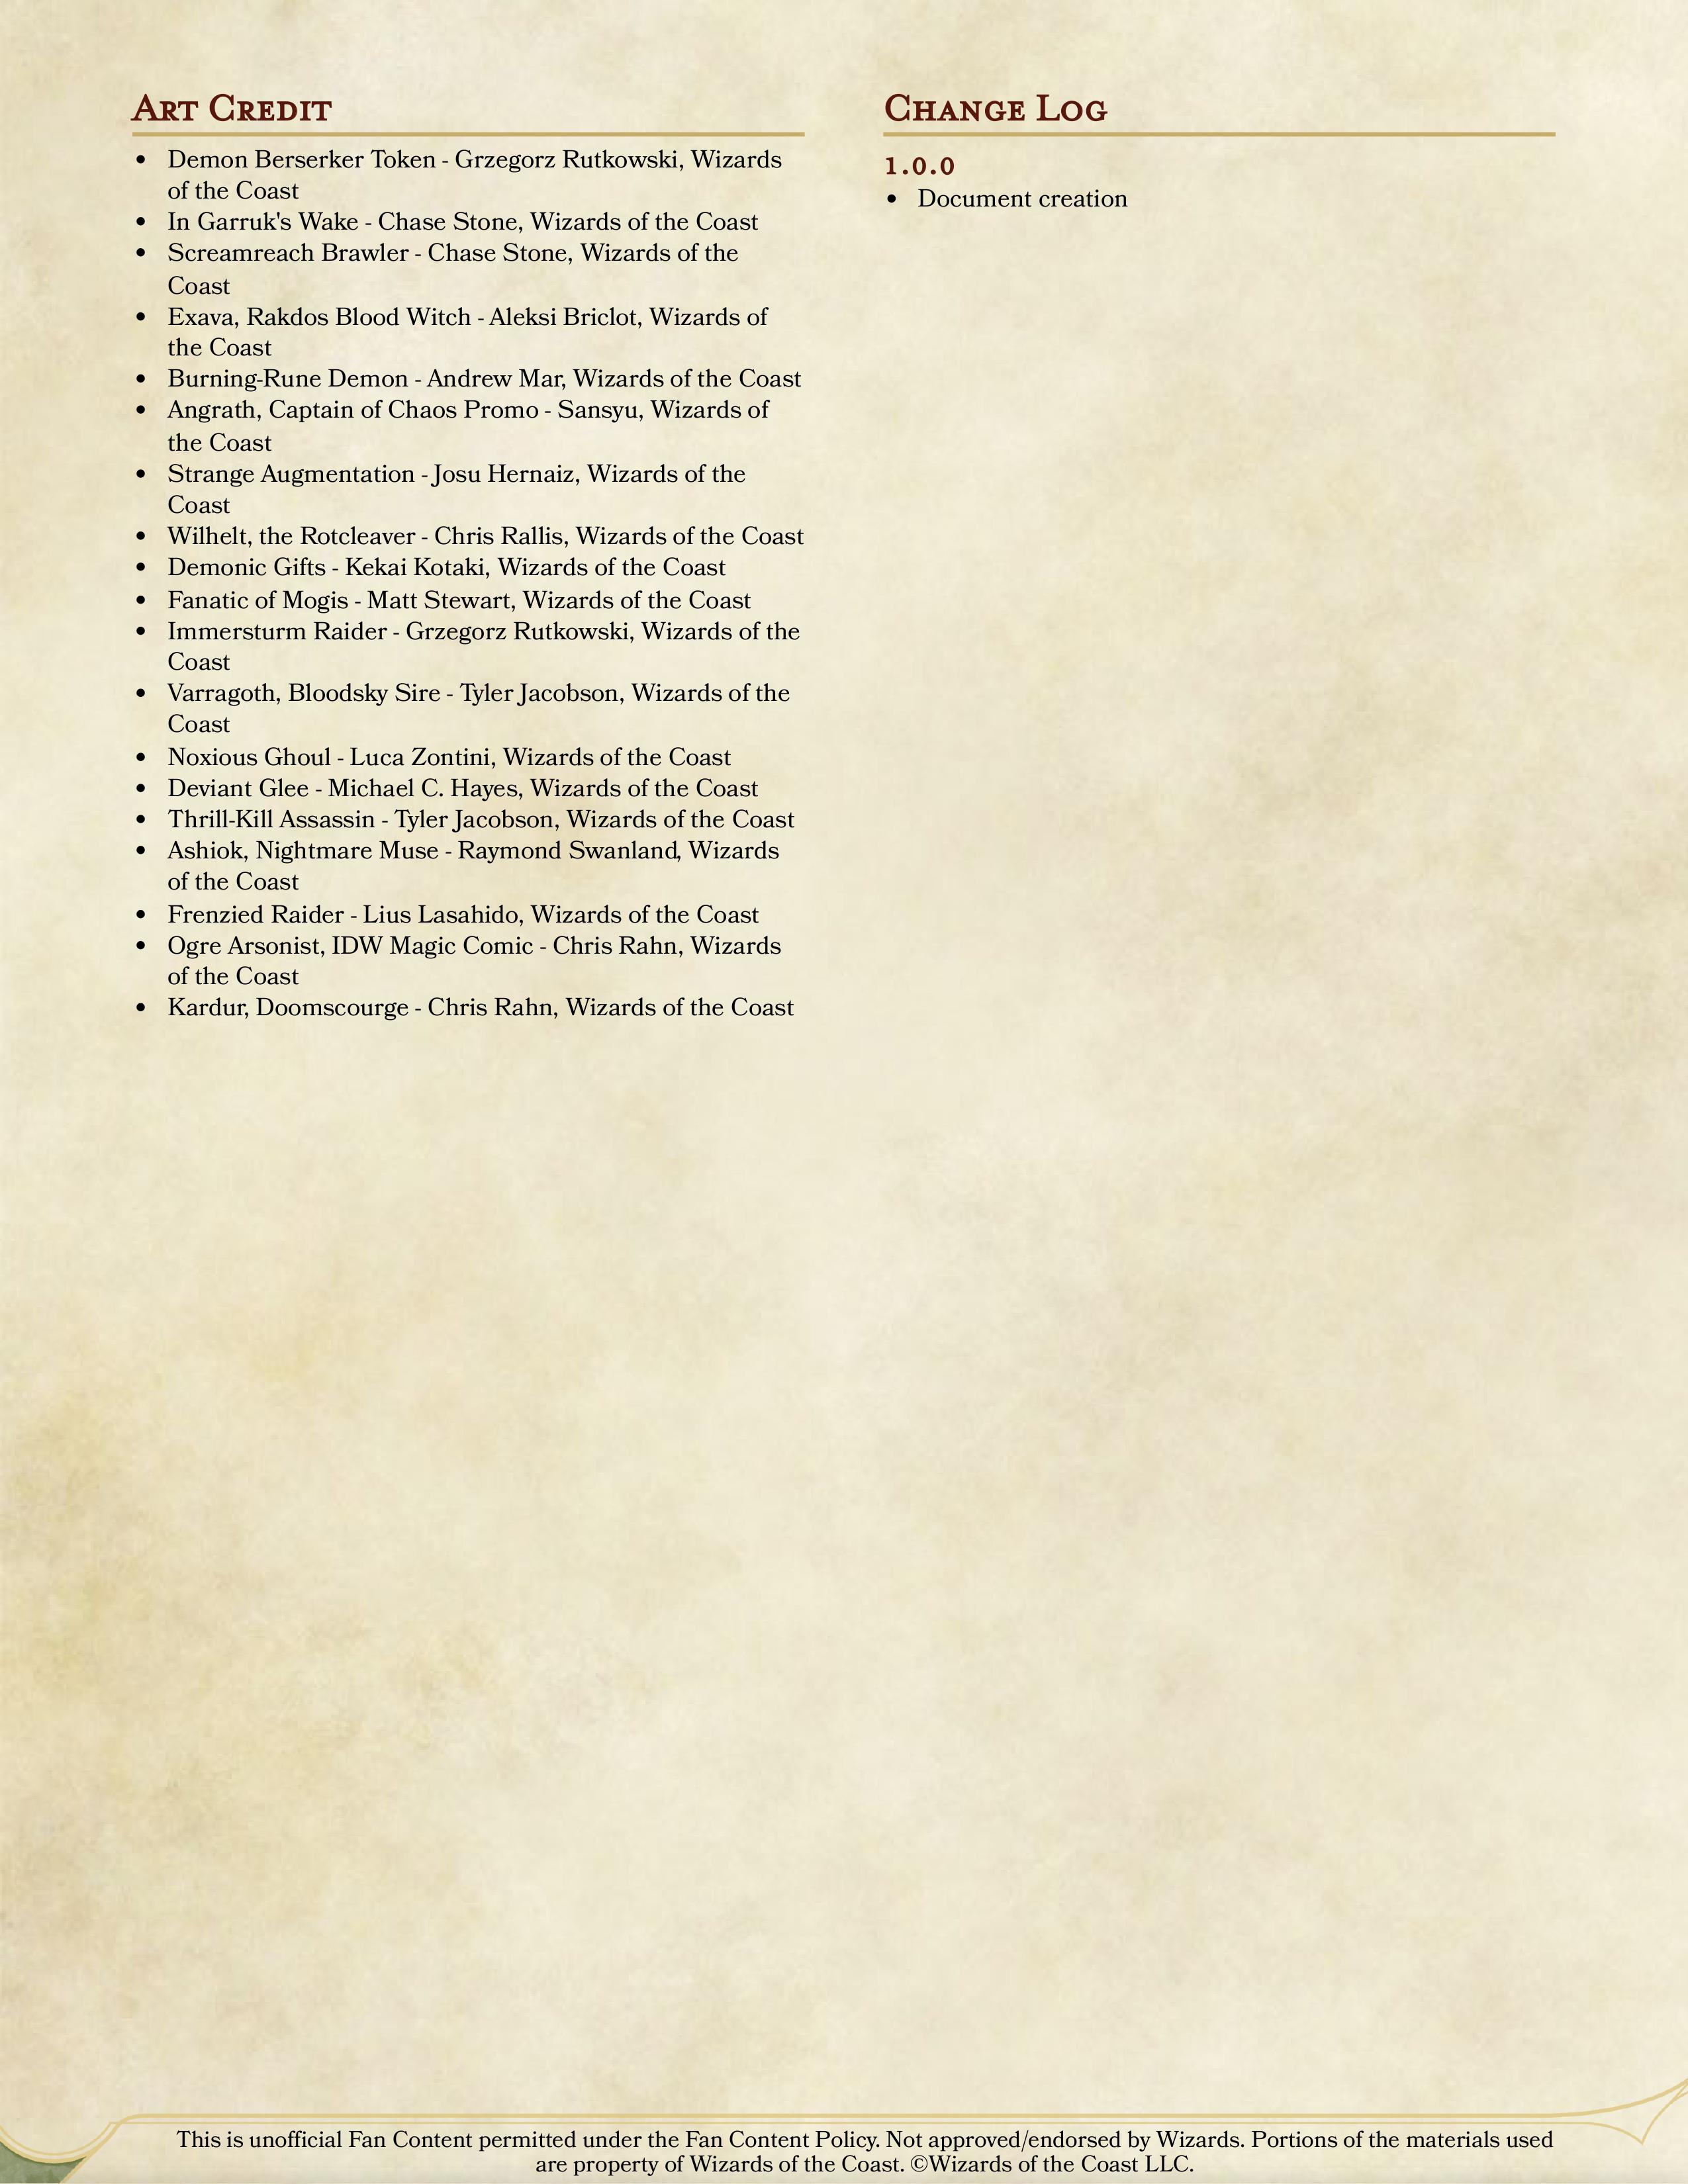 Art Credit
Demon Berserker Token - Grzegorz Rutkowski, Wizards
of the Coast
In Garruk's Wake - Chase Stone, Wizards of the Coast
Screamreach Brawler - Chase Stone, Wizards of the
Coast
Exava, Rakdos Blood Witch - Aleksi Briclot, Wizards of
the Coast
Burning-Rune Demon - Andrew Mar, Wizards of the Coast
Angrath, Captain of Chaos Promo - Sansyu, Wizards of
the Coast
Strange Augmentation - Josu Hernaiz, Wizards of the
Coast
Wilhelt, the Rotcleaver - Chris Rallis, Wizards of the Coast
Demonic Gifts - Kekai Kotaki, Wizards of the Coast
Fanatic of Mogis - Matt Stewart, Wizards of the Coast
Immersturm Raider - Grzegorz Rutkowski, Wizards of the
Coast
Varragoth, Bloodsky Sire - Tyler Jacobson, Wizards of the
Coast
Noxious Ghoul - Luca Zontini, Wizards of the Coast
Deviant Glee - Michael C. Hayes, Wizards of the Coast
Thrill-Kill Assassin - Tyler Jacobson, Wizards of the Coast
Ashiok, Nightmare Muse - Raymond Swanland, Wizards
of the Coast
Frenzied Raider - Lius Lasahido, Wizards of the Coast
Ogre Arsonist, IDW Magic Comic - Chris Rahn, Wizards
of the Coast
Kardur, Doomscourge - Chris Rahn, Wizards of the Coast
Change Log
1.0.0
Document creation
This is unofficial Fan Content permitted under the Fan Content Policy. Not approved/endorsed by Wizards. Portions of the materials used
are property of Wizards of the Coast. ©Wizards of the Coast LLC.